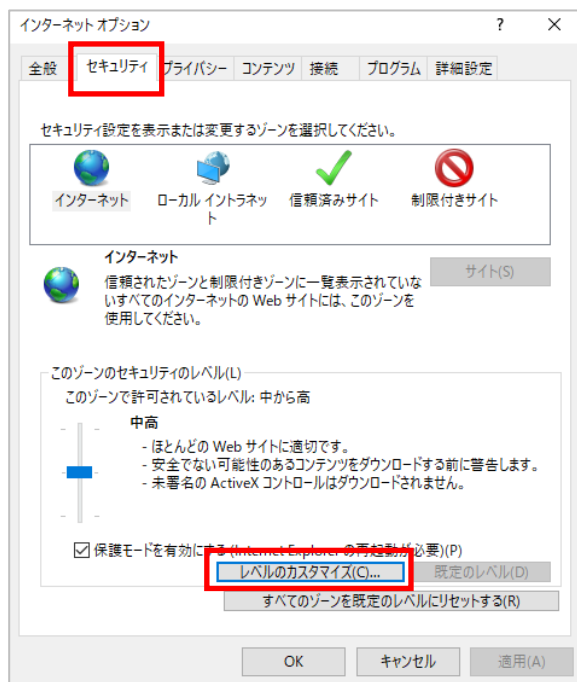 インターネット オプション ? ×
全般 セキュリティ プライバシー コンテンツ 接続 プログラム 詳細設定
セキュリティ設定を表示または変更するゾーンを選択してください。
インターネット ローカル イントラネッ 信頼済みサイト 制限付きサイト
ト
インターネット
サイト(S)
信頼されたゾーンと制限付きゾーンに一覧表示されていな
いすべてのインターネットの Web サイトには、このゾーンを
使用してください。
このゾーンのセキュリティのレベル(L)
このゾーンで許可されているレベル: 中から高
中高
- ほとんどの Web サイトに適切です。
- 安全でない可能性のあるコンテンツをダウンロードする前に警告します。
- 未署名の ActiveX コントロールはダウンロードされません。
保護モードを有効にする (Internet Explorer の再起動が必要)(P)
レベルのカスタマイズ(C)... 既定のレベル(D)
すべてのゾーンを既定のレベルにリセットする(R)
OK キャンセル 適用(A)